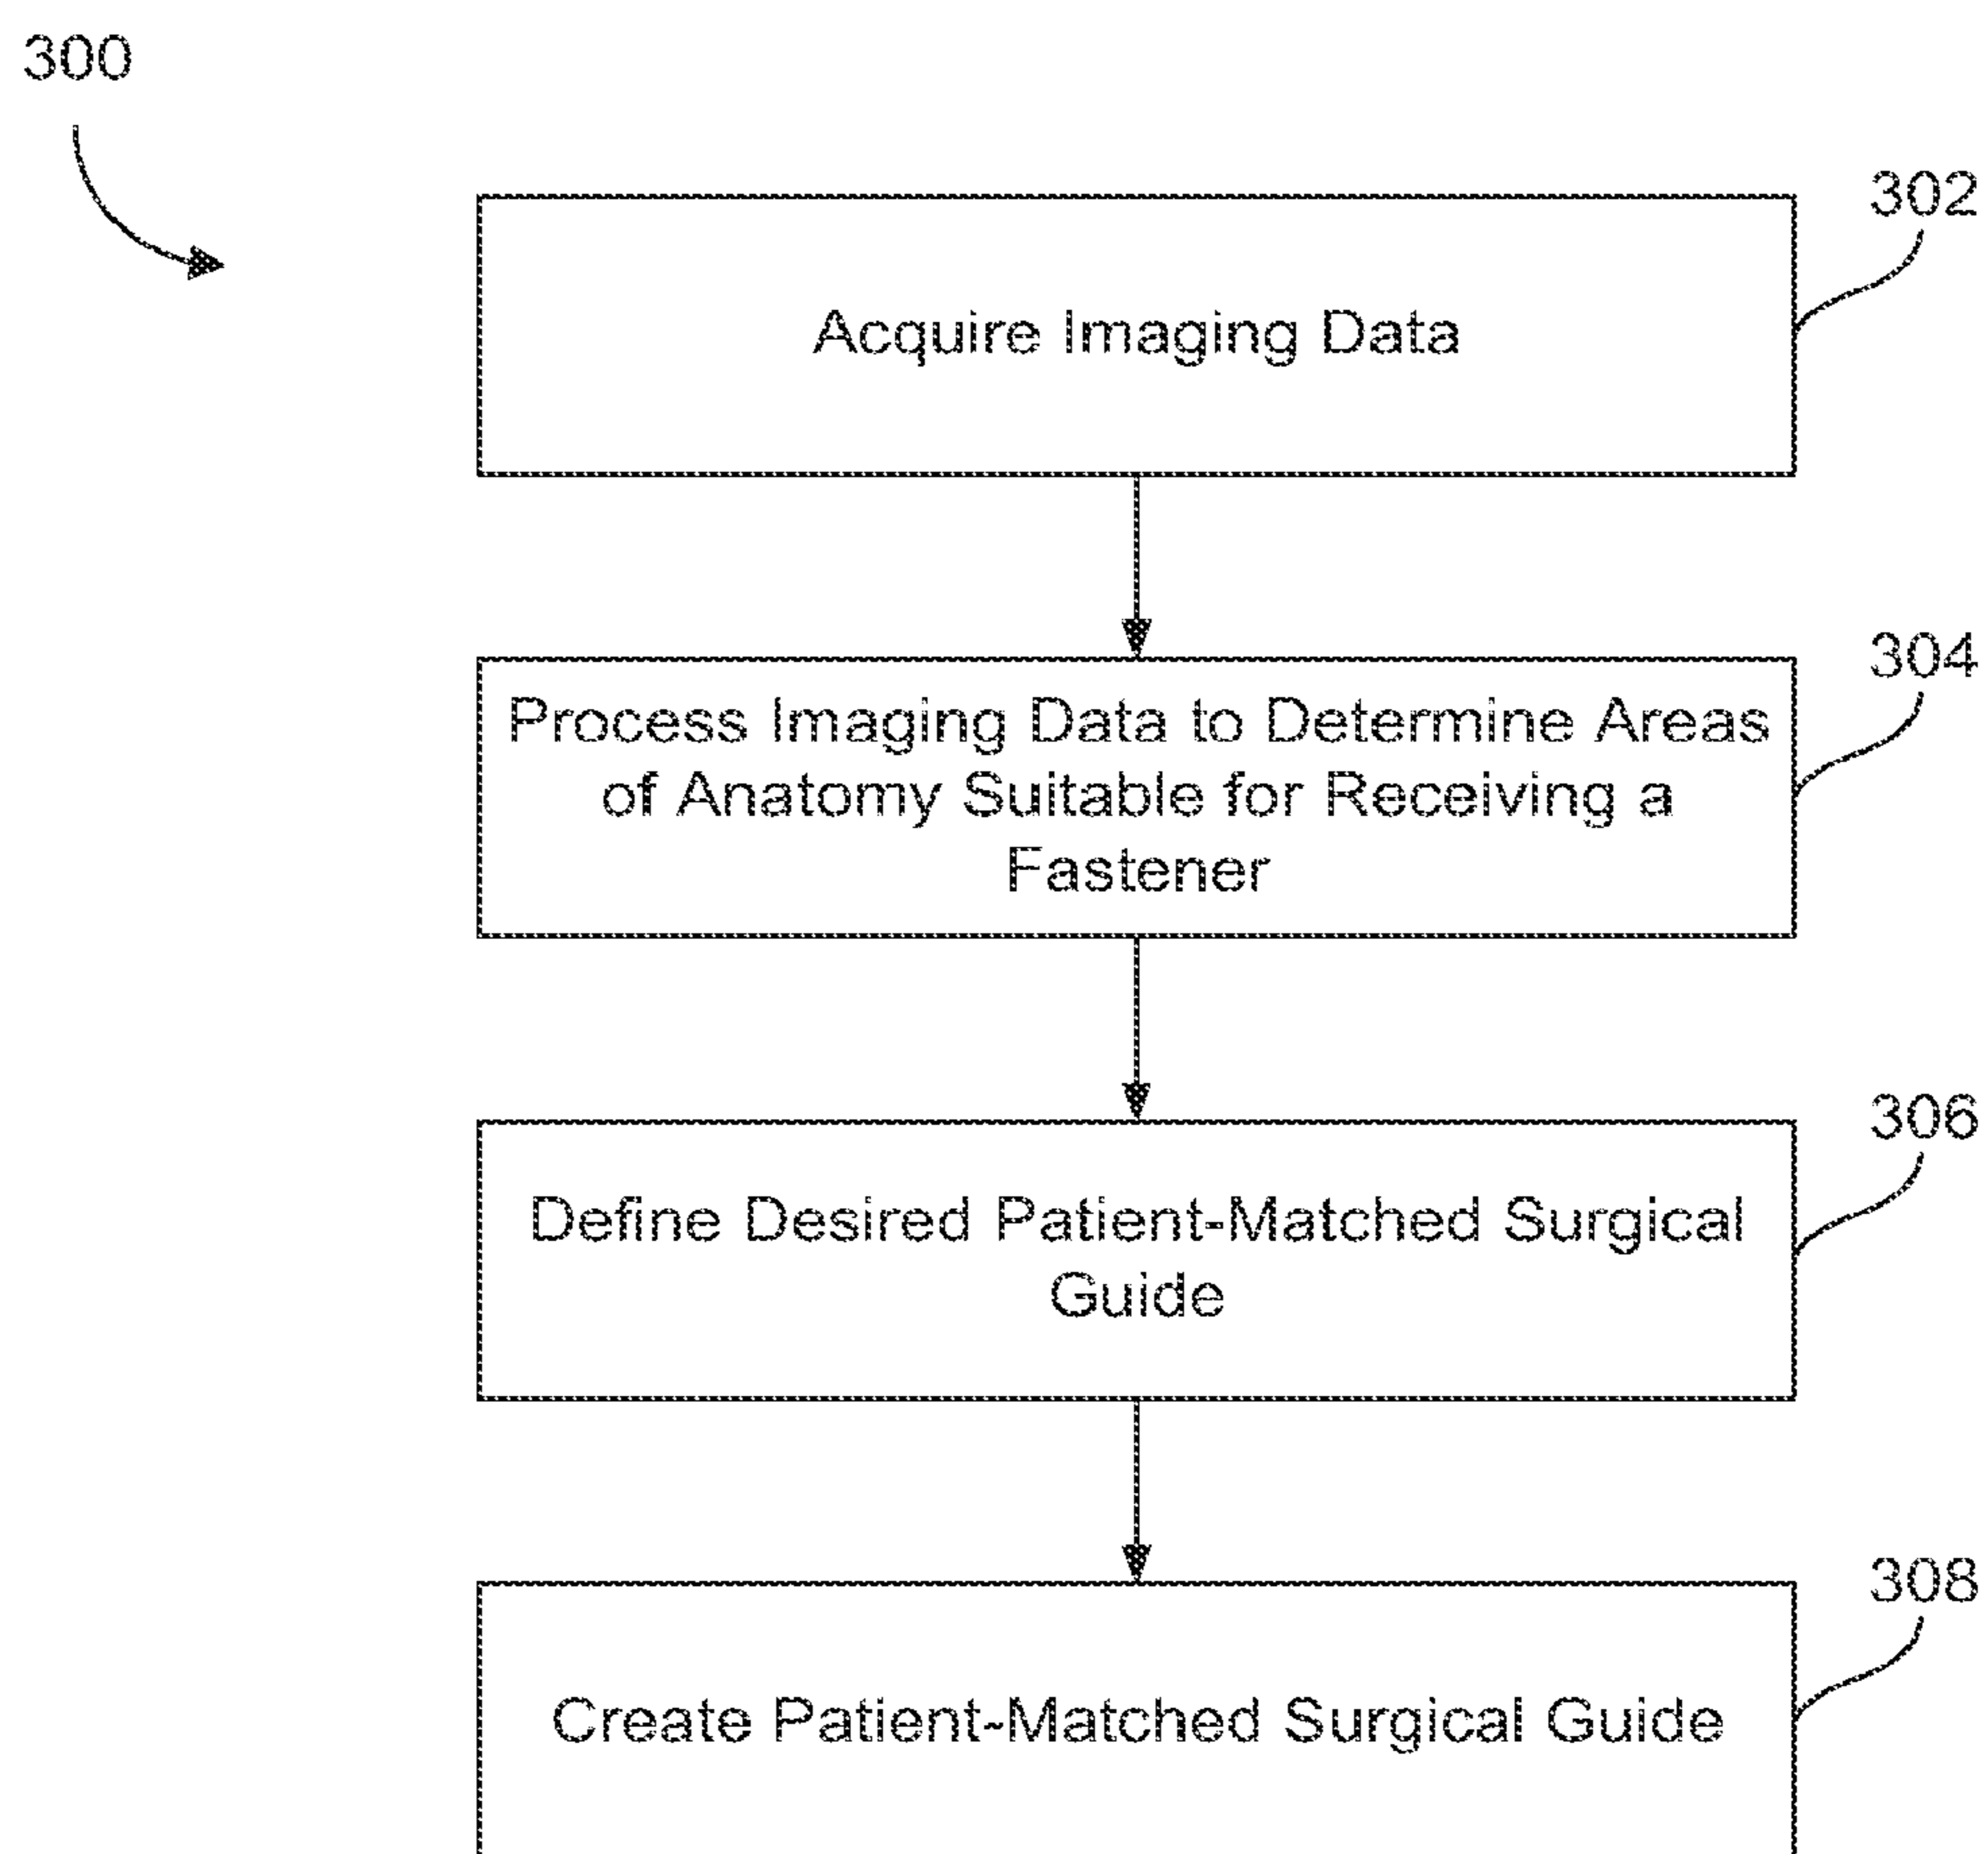 300
302
Acquire Imaging Data
304
Process Imaging Data to Determine Areas
of Anatomy Suitable for Receiving a
Fastener
306
Define Desired Patient-Matched Surgical
Guide
308
Create Patient-Matched Surgical Guide